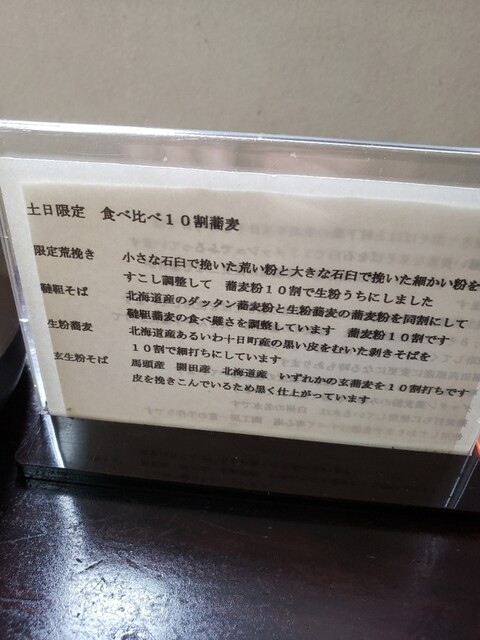 土日限定 食べ比べ10割蕎麦
限定荒挽き 小さな石臼で挽いた荒い粉と大きな石臼で挽いた細かい粉を
すこし調整して 蕎麦粉10割で生粉うちにしました
韃靼そば 北海道産のダッタン蕎麦粉と生粉蕎麦の蕎麦粉を同割にして
韃靼蕎麦の食べ難さを調整しています 蕎麦粉10割です
生粉蕎麦 北海道産あるいわ十日町産の黒い皮をむいた剥きそばを
10割で細打ちにしています
玄生粉そば 馬頭産 開田産 北海道産 いずれかの玄蕎麦を10割打ちです
皮を挽きこんでいるため黒く仕上がっています